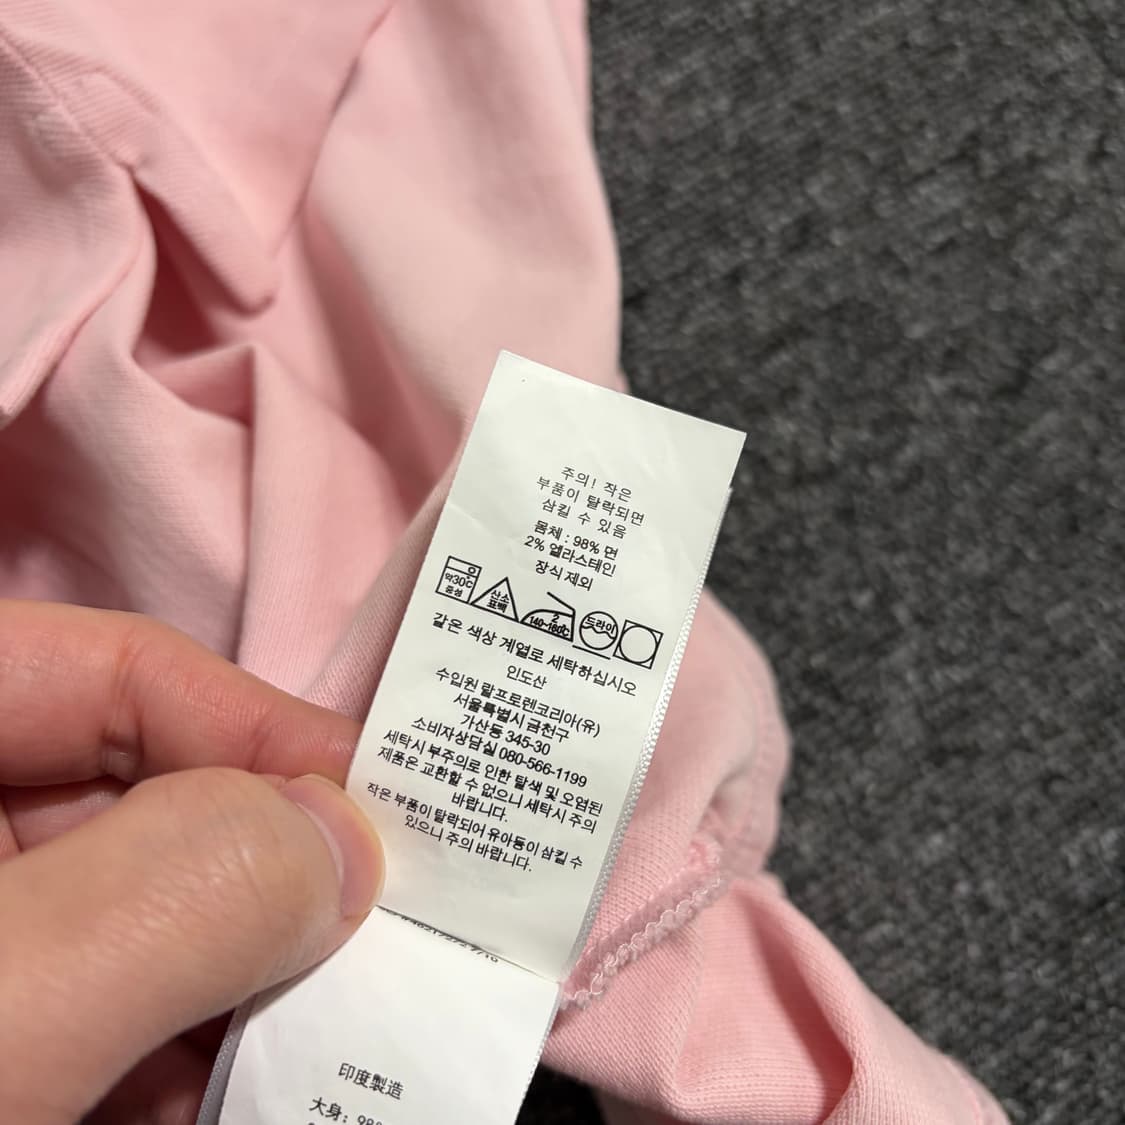 주의! 작은
부품이 탈락되면
삼킬 수 있음
몸체 : 98% 면
2% 엘라스테인
장식 제외
약30℃
중성
산소
표백
2
140~160℃
드라이
같은 색상 계열로 세탁하십시오
인도산
수입원 랄프로렌코리아(유)
서울특별시 금천구
가산동 345-30
소비자상담실 080-566-1199
세탁시 부주의로 인한 탈색 및 오염된
제품은 교환할 수 없으니 세탁시 주의
바랍니다.
작은 부품이 탈락되어 유아등이 삼킬 수
있으니 주의 바랍니다.
印度製造
大身: 98